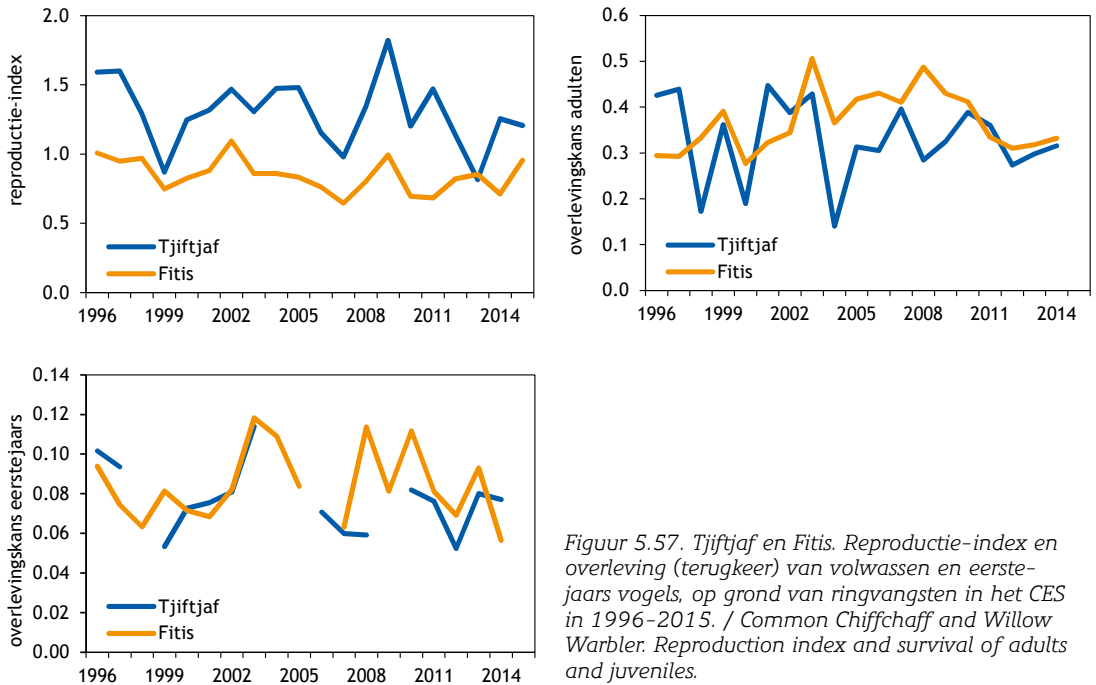 reproductie-index
2.0
1.5
1.0
0.5
0.0
Tjiftjaf
Fitis
1996 1999 2002 2005 2008 2011 2014
overlevingskans adulten
0.6
0.5
0.4
0.3
0.2
0.1
0.0
Tjiftjaf
Fitis
1996 1999 2002 2005 2008 2011 2014
overlevingskans eerstejaars
0.14
0.12
0.10
0.08
0.06
0.04
0.02
0.00
Tjiftjaf
Fitis
1996 1999 2002 2005 2008 2011 2014
Figuur 5.57. Tjiftjaf en Fitis. Reproductie-index en
overleving (terugkeer) van volwassen en eerste-
jaars vogels, op grond van ringvangsten in het CES
in 1996-2015. / Common Chiffchaff and Willow
Warbler. Reproduction index and survival of adults
and juveniles.